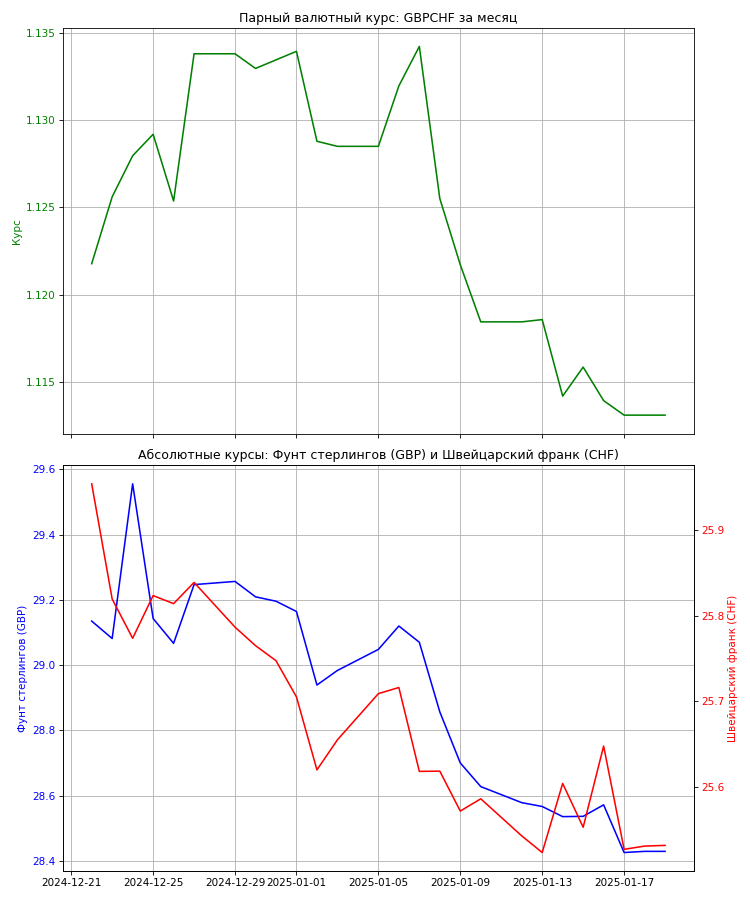 Парный валютный курс: GBPCHF за месяц
1.135
1.130
1.125
1.120
1.115
Курс
Абсолютные курсы: Фунт стерлингов (GBP) и Швейцарский франк (CHF)
29.6
29.4
29.2
29.0
28.8
28.6
28.4
Фунт стерлингов (GBP)
25.9
25.8
25.7
25.6
Швейцарский франк (CHF)
2024-12-21 2024-12-25 2024-12-29 2025-01-01 2025-01-05 2025-01-09 2025-01-13 2025-01-17